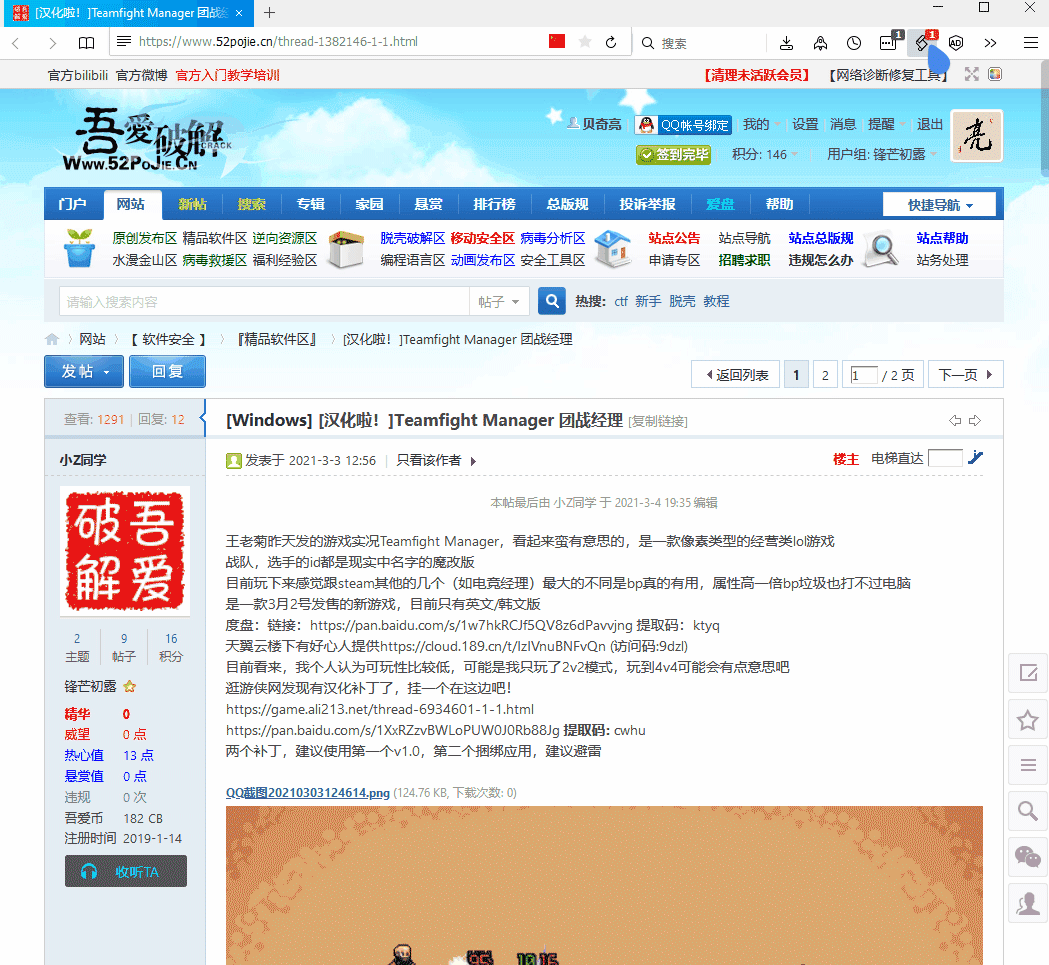 [汉化啦！]Teamfight Manager 团战经 ×
https://www.52pojie.cn/thread-1382146-1-1.html 搜索 1 1 AD
官方bilibili 官方微博 官方入门教学培训 【清理未活跃会员】 【网络诊断修复工具】
吾愛破解 CRACK
WWW.52POJIE.CN
贝奇亮 QQ帐号绑定 我的 设置 消息 提醒 退出
签到完毕 积分: 146 用户组: 锋芒初露
亮
门户 网站 新帖 搜索 专辑 家园 悬赏 排行榜 总版规 投诉举报 爱盘 帮助 快捷导航
原创发布区 精品软件区 逆向资源区 脱壳破解区 移动安全区 病毒分析区 站点公告 站点导航 站点总版规 站点帮助
水漫金山区 病毒救援区 福利经验区 编程语言区 动画发布区 安全工具区 申请专区 招聘求职 违规怎么办 站务处理
请输入搜索内容 帖子 热搜: ctf 新手 脱壳 教程
网站 〉 【 软件安全 】 〉 『精品软件区』 〉 [汉化啦！]Teamfight Manager 团战经理
发帖 回复 返回列表 1 2 1 / 2 页 下一页
查看: 1291 | 回复: 12 [Windows] [汉化啦！]Teamfight Manager 团战经理 [复制链接]
小Z同学 发表于 2021-3-3 12:56 | 只看该作者 楼主 电梯直达
吾爱破解
本帖最后由 小Z同学 于 2021-3-4 19:35 编辑
王老菊昨天发的游戏实况Teamfight Manager，看起来蛮有意思的，是一款像素类型的经营类lol游戏
战队，选手的id都是现实中名字的魔改版
目前玩下来感觉跟steam其他的几个（如电竞经理）最大的不同是bp真的有用，属性高一倍bp垃圾也打不过电脑
是一款3月2号发售的新游戏，目前只有英文/韩文版
度盘：链接：https://pan.baidu.com/s/1w7hkRCJf5QV8z6dPavvjng 提取码：ktyq
天翼云楼下有好心人提供https://cloud.189.cn/t/IzIVnuBNFvQn (访问码:9dzl)
目前看来，我个人认为可玩性比较低，可能是我只玩了2v2模式，玩到4v4可能会有点意思吧
逛游侠网发现有汉化补丁了，挂一个在这边吧！
https://game.ali213.net/thread-6934601-1-1.html
https://pan.baidu.com/s/1XxRZzvBWLoPUW0J0Rb88Jg 提取码: cwhu
两个补丁，建议使用第一个v1.0，第二个捆绑应用，建议避雷
2 9 16
主题 帖子 积分
锋芒初露
精华 0
威望 0 点
热心值 13 点
悬赏值 0 点
违规 0 次
吾爱币 182 CB
注册时间 2019-1-14
收听TA
QQ截图20210303124614.png (124.76 KB, 下载次数: 0)